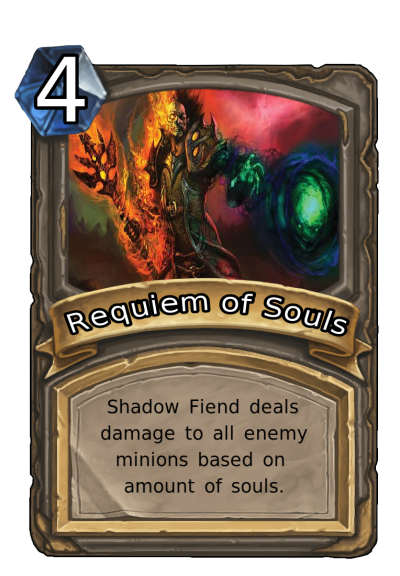 4
Requiem of Souls
Shadow Fiend deals
damage to all enemy
minions based on
amount of souls.